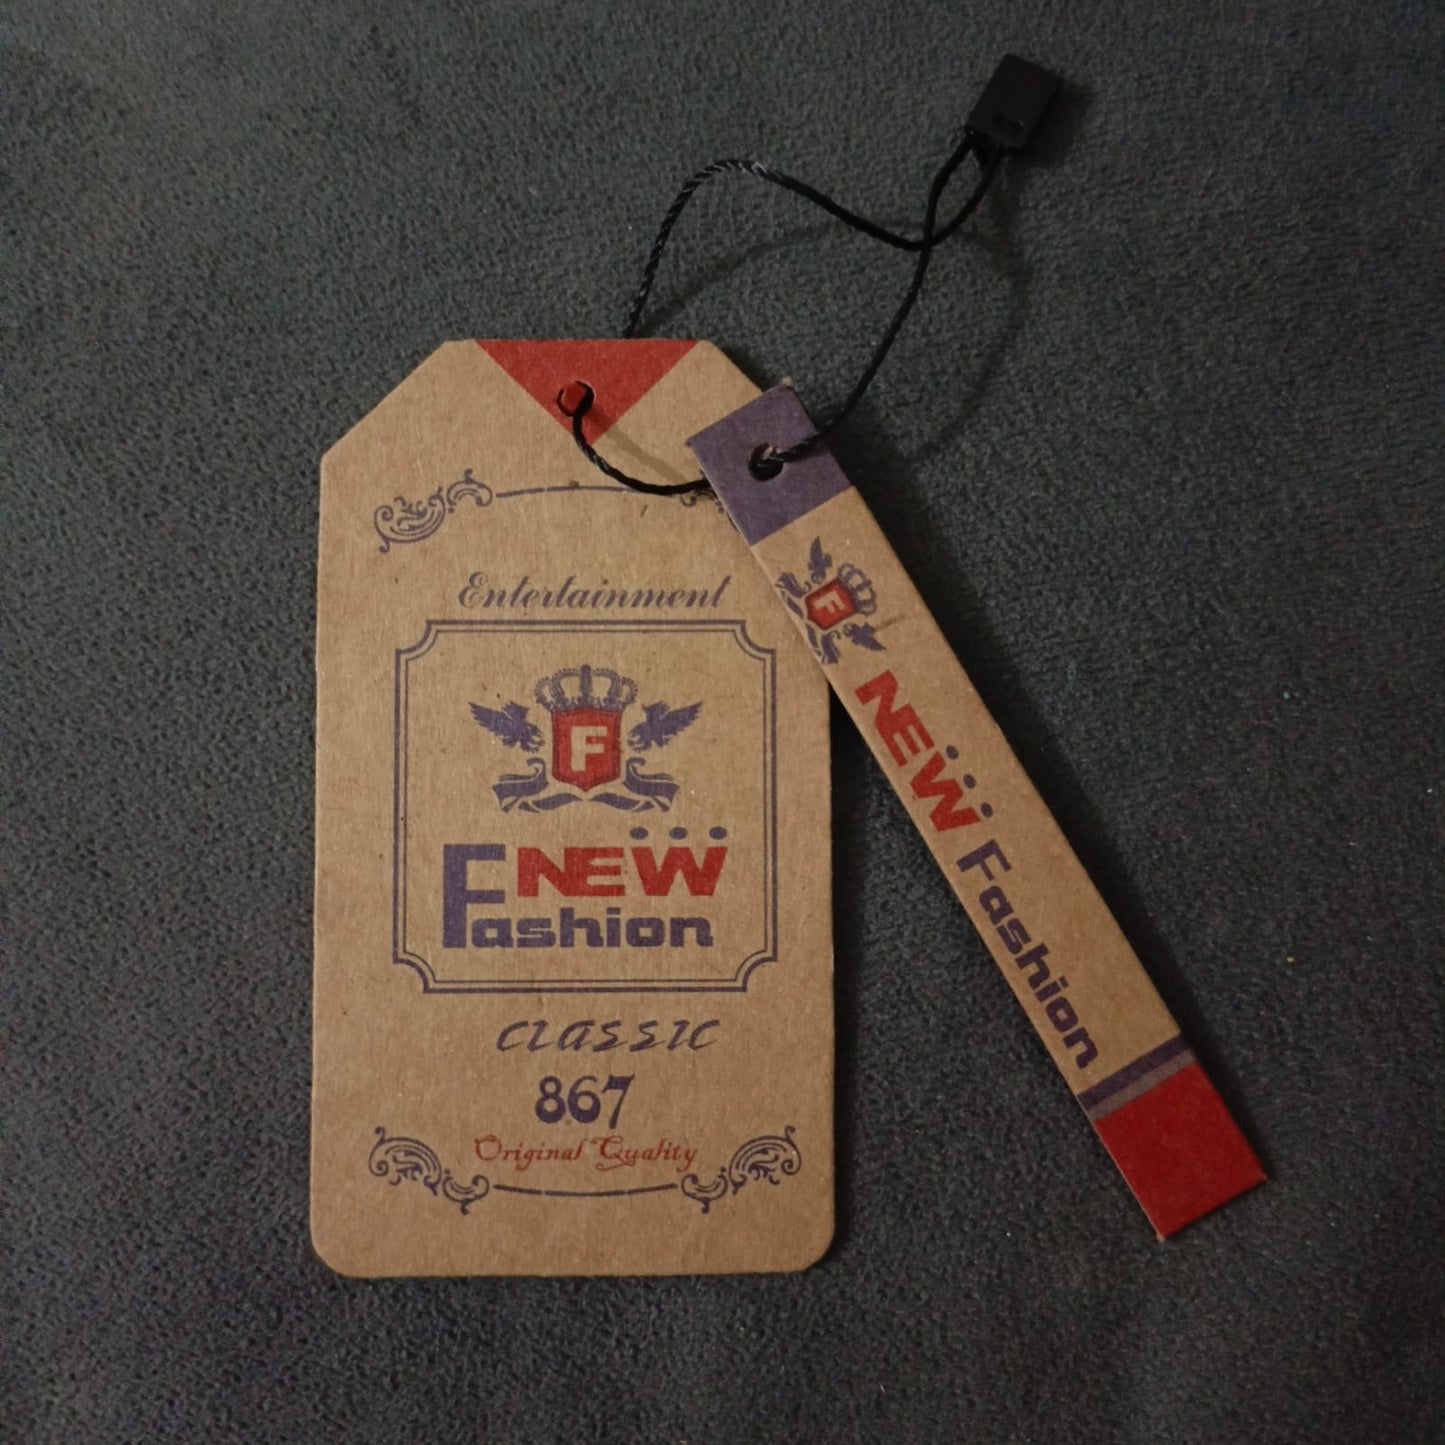 Entertainment
F
NEW
Fashion
CLASSIC
867
Original Quality
F
NEW Fashion